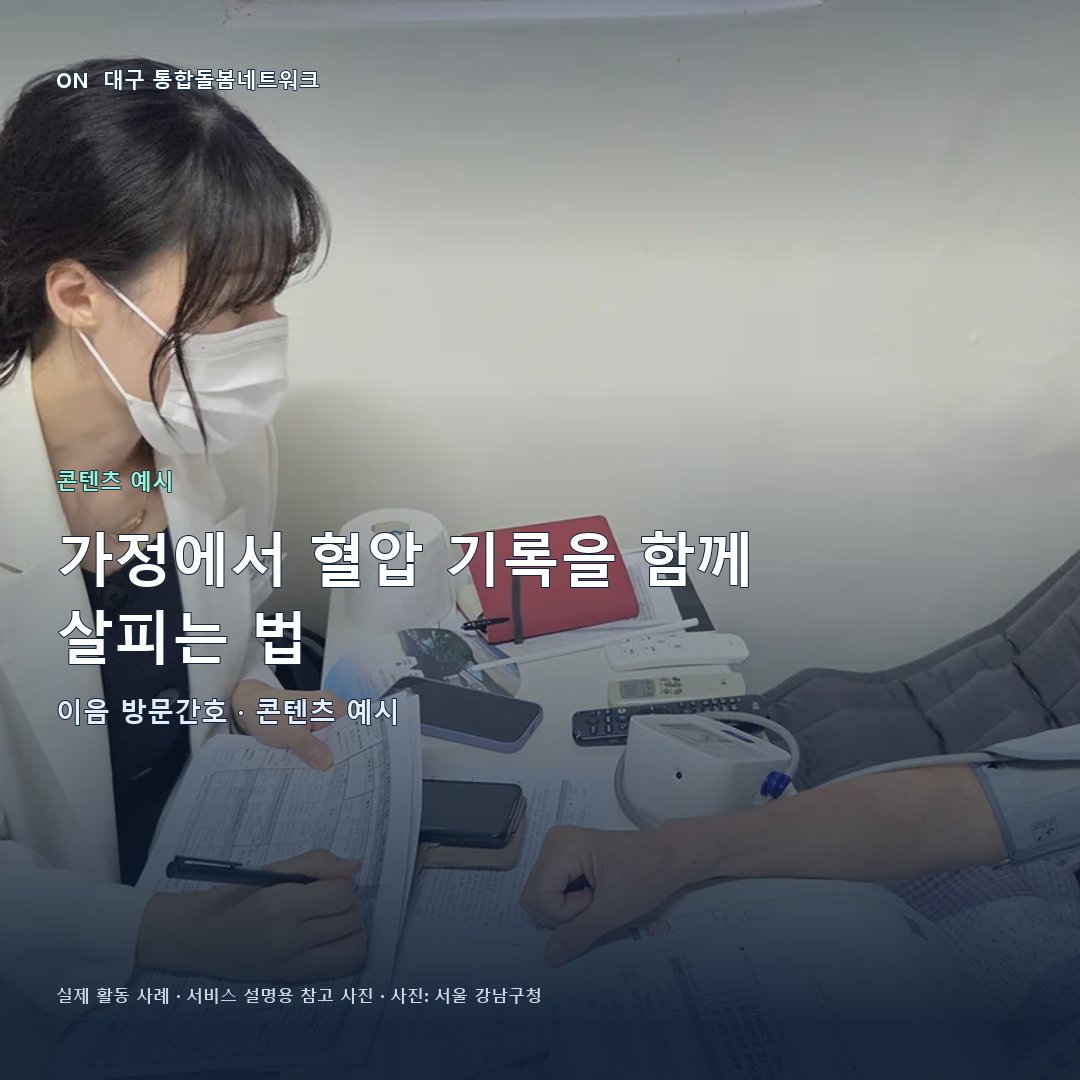 ON 대구 통합돌봄네트워크
콘텐츠 예시
가정에서 혈압 기록을 함께
살피는 법
이음 방문간호 · 콘텐츠 예시
실제 활동 사례 · 서비스 설명용 참고 사진 · 사진: 서울 강남구청